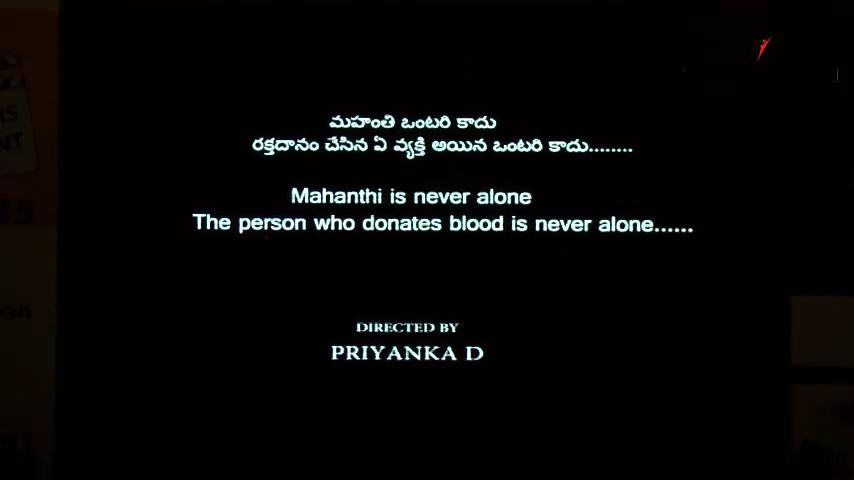 మహంతి ఒంటరి కాదు
రక్తదానం చేసిన ఏ వ్యక్తి అయిన ఒంటరి కాదు........
Mahanthi is never alone
The person who donates blood is never alone......
DIRECTED BY
PRIYANKA D
15